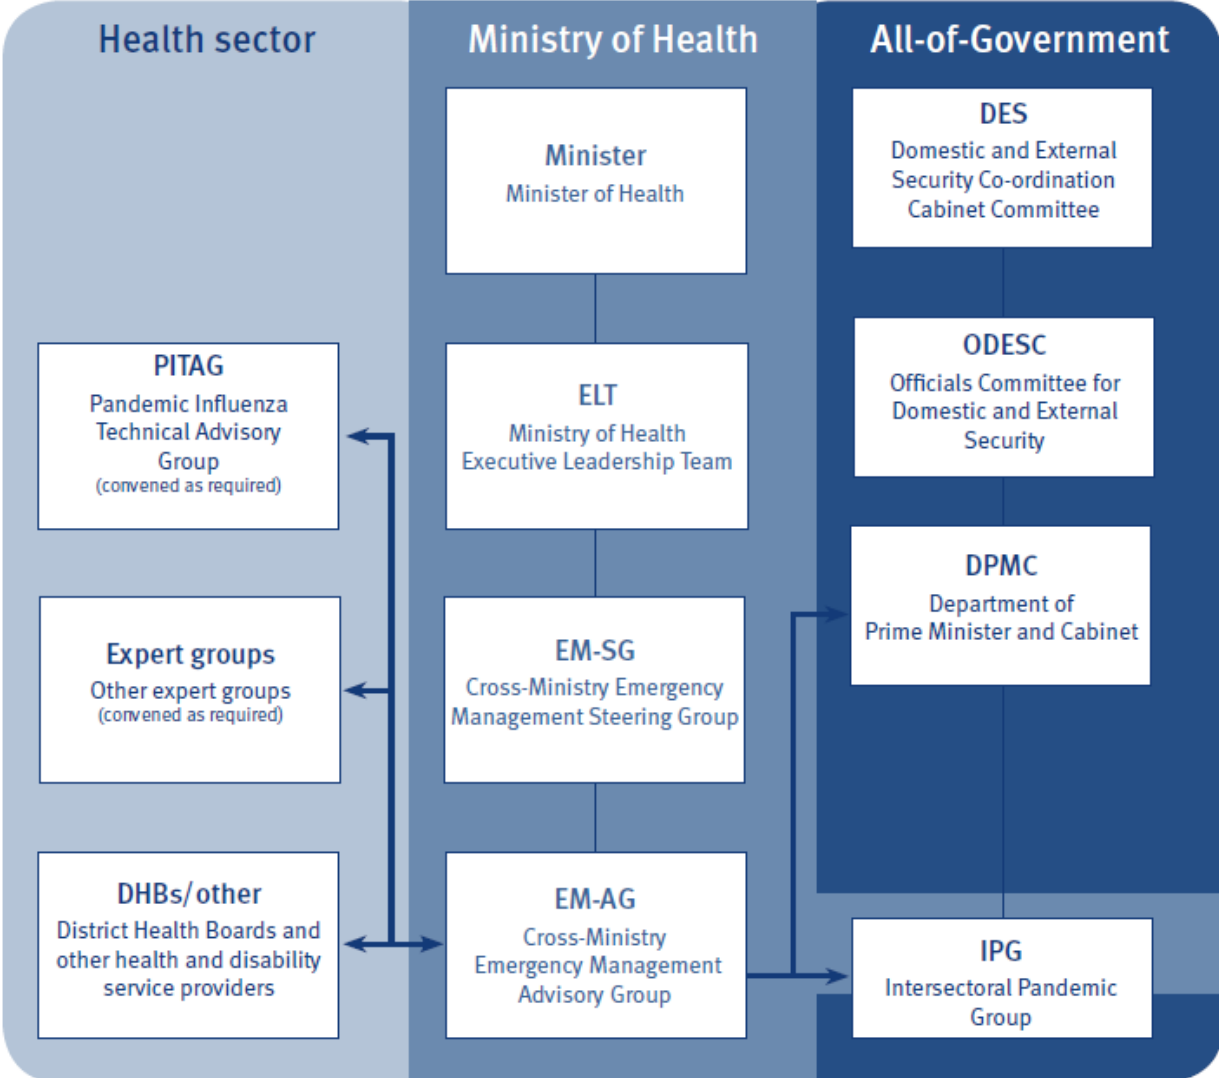 Health sector
PITAG
Pandemic Influenza
Technical Advisory
Group
(convened as required)
Expert groups
Other expert groups
(convened as required)
DHBs/other
District Health Boards and
other health and disability
service providers
Ministry of Health
Minister
Minister of Health
ELT
Ministry of Health
Executive Leadership Team
EM-SG
Cross-Ministry Emergency
Management Steering Group
EM-AG
Cross-Ministry
Emergency Management
Advisory Group
All-of-Government
DES
Domestic and External
Security Co-ordination
Cabinet Committee
ODESC
Officials Committee for
Domestic and External
Security
DPMC
Department of
Prime Minister and Cabinet
IPG
Intersectoral Pandemic
Group